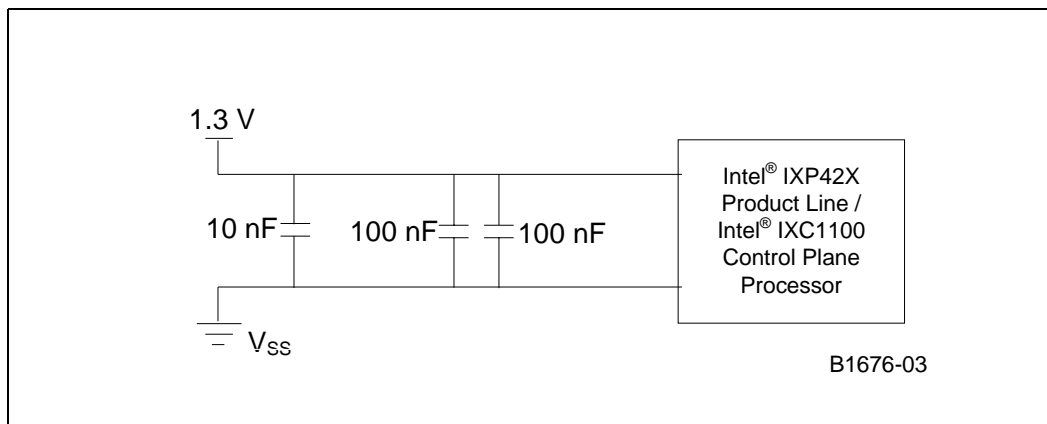 1.3 V
10 nF
100 nF
100 nF
Intel® IXP42X
Product Line /
Intel® IXC1100
Control Plane
Processor
VSS
B1676-03